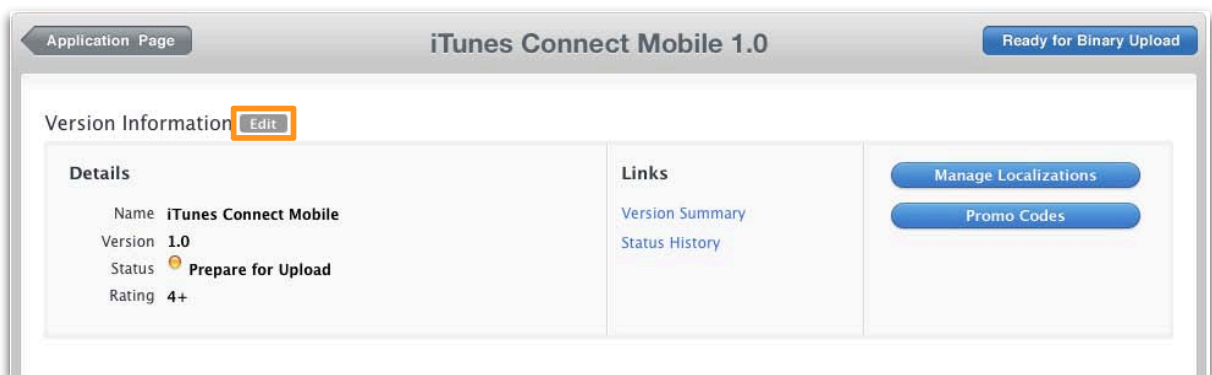 Application Page
iTunes Connect Mobile 1.0
Ready for Binary Upload
Version Information Edit
Details
Name iTunes Connect Mobile
Version 1.0
Status Prepare for Upload
Rating 4+
Links
Version Summary
Status History
Manage Localizations
Promo Codes